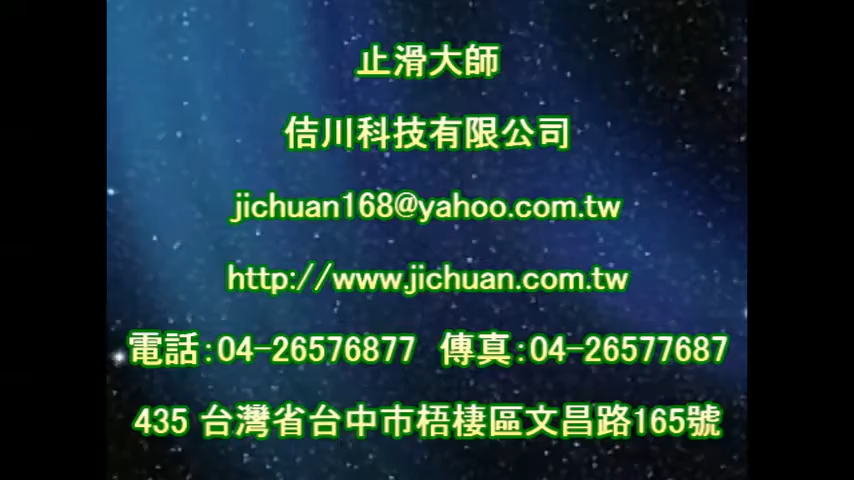 止滑大師
佶川科技有限公司
jichuan168@yahoo.com.tw
http://www.jichuan.com.tw
電話:04-26576877 傳真:04-26577687
435 台灣省台中市梧棲區文昌路165號